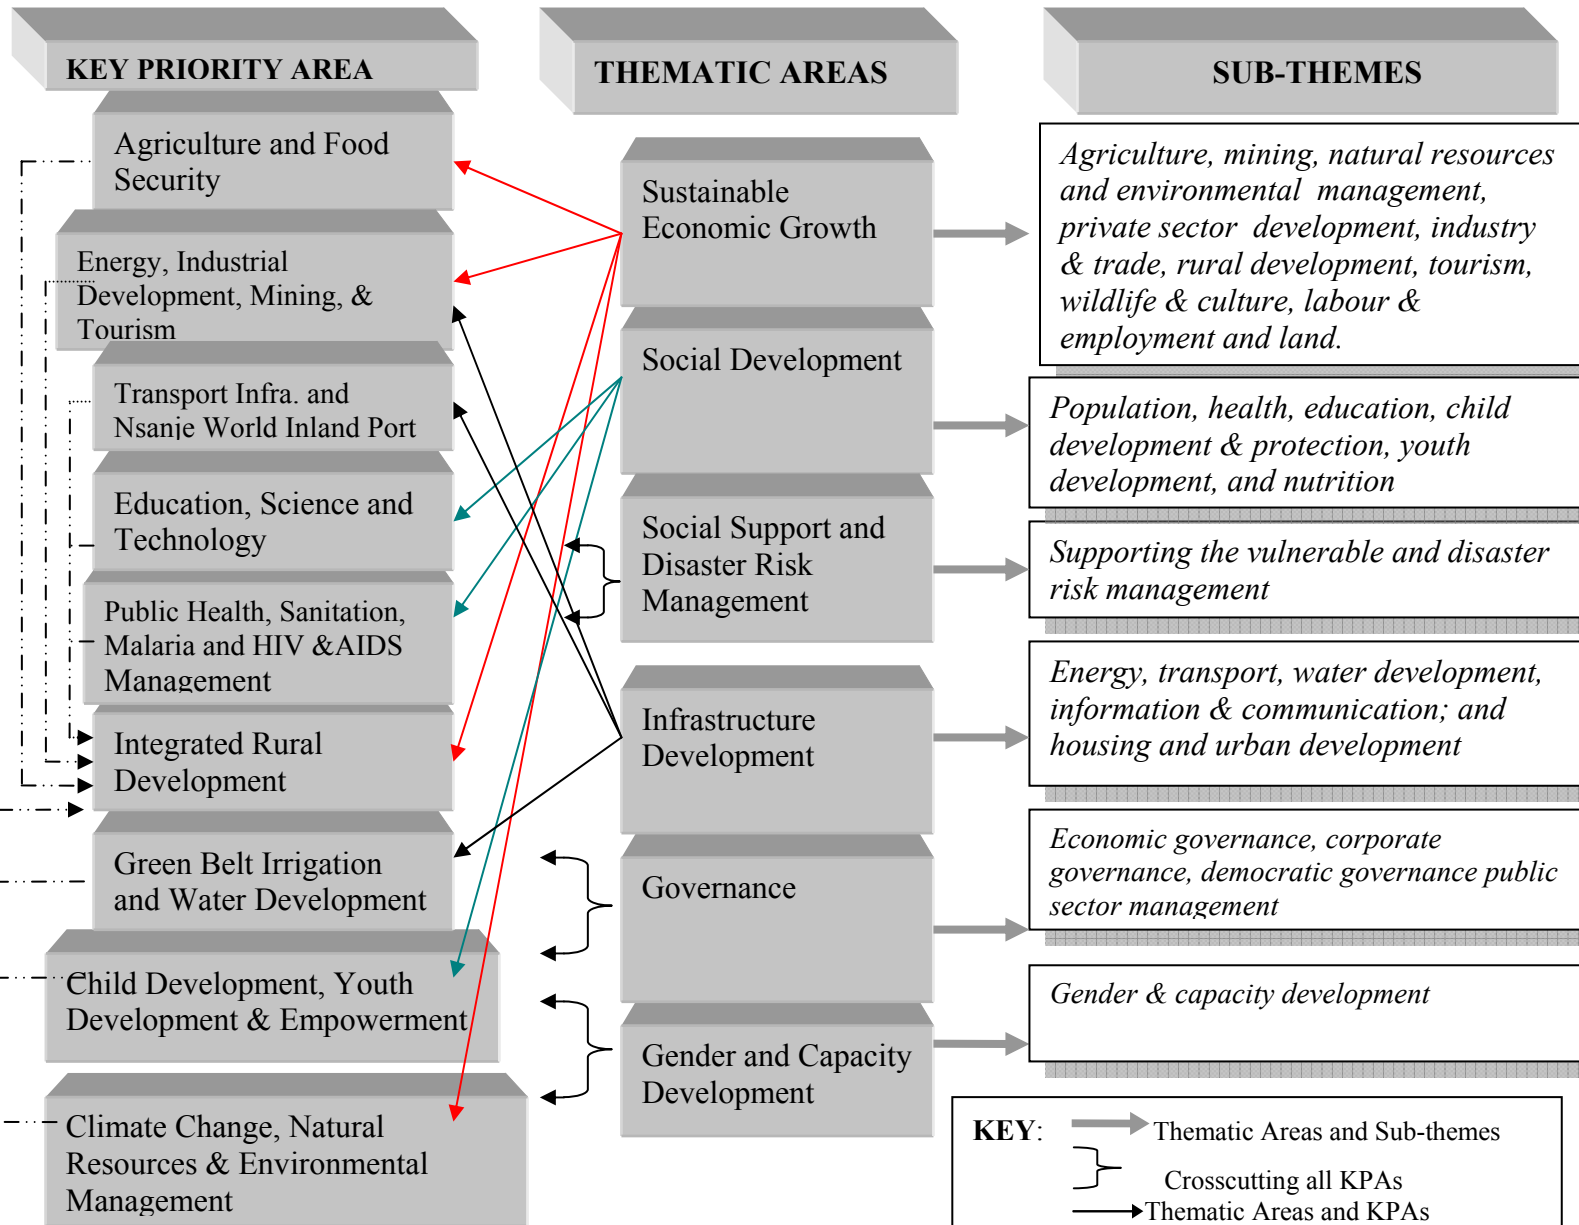 KEY PRIORITY AREA
Agriculture and Food
Security
Energy, Industrial
Development, Mining, &
Tourism
Transport Infra. and
Nsanje World Inland Port
Education, Science and
Technology
Public Health, Sanitation,
Malaria and HIV &AIDS
Management
Integrated Rural
Development
Green Belt Irrigation
and Water Development
Child Development, Youth
Development & Empowerment
Climate Change, Natural
Resources & Environmental
Management
THEMATIC AREAS
Sustainable
Economic Growth
Social Development
Social Support and
Disaster Risk
Management
Infrastructure
Development
Governance
Gender and Capacity
Development
SUB-THEMES
Agriculture, mining, natural resources
and environmental management,
private sector development, industry
& trade, rural development, tourism,
wildlife & culture, labour &
employment and land.
Population, health, education, child
development & protection, youth
development, and nutrition
Supporting the vulnerable and disaster
risk management
Energy, transport, water development,
information & communication; and
housing and urban development
Economic governance, corporate
governance, democratic governance public
sector management
Gender & capacity development
KEY:
Thematic Areas and Sub-themes
Crosscutting all KPAs
Thematic Areas and KPAs